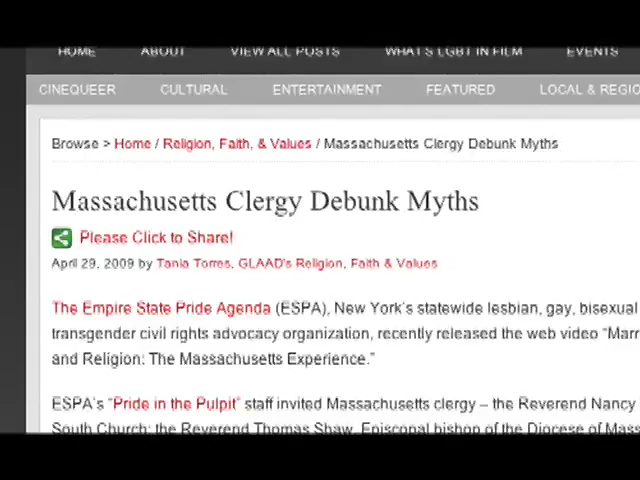 HOME ABOUT VIEW ALL POSTS WHAT'S LGBT IN FILM EVENTS
CINEQUEER CULTURAL ENTERTAINMENT FEATURED LOCAL & REGIO
Browse > Home / Religion, Faith, & Values / Massachusetts Clergy Debunk Myths
Massachusetts Clergy Debunk Myths
Please Click to Share!
April 29, 2009 by Tania Torres, GLAAD's Religion, Faith & Values
The Empire State Pride Agenda (ESPA), New York's statewide lesbian, gay, bisexual
transgender civil rights advocacy organization, recently released the web video "Marr
and Religion: The Massachusetts Experience."
ESPA's "Pride in the Pulpit" staff invited Massachusetts clergy – the Reverend Nancy
South Church; the Reverend Thomas Shaw, Episcopal bishop of the Diocese of Mass